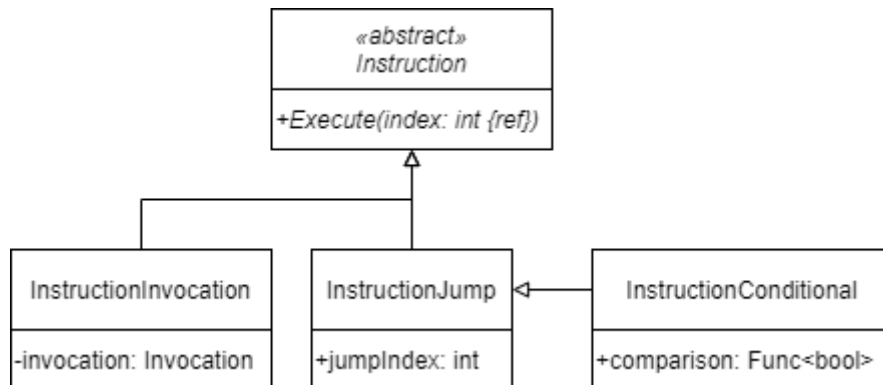 «abstract»
Instruction
+Execute(index: int {ref})
InstructionInvocation
-invocation: Invocation
InstructionJump
+jumpIndex: int
InstructionConditional
+comparison: Func<bool>